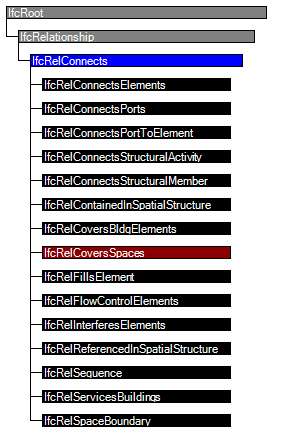 IfcRoot
IfcRelationship
IfcRelConnects
IfcRelConnectsElements
IfcRelConnectsPorts
IfcRelConnectsPortToElement
IfcRelConnectsStructuralActivity
IfcRelConnectsStructuralMember
IfcRelContainedInSpatialStructure
IfcRelCoversBldgElements
IfcRelCoversSpaces
IfcRelFillsElement
IfcRelFlowControlElements
IfcRelInterferesElements
IfcRelReferencedInSpatialStructure
IfcRelSequence
IfcRelServicesBuildings
IfcRelSpaceBoundary